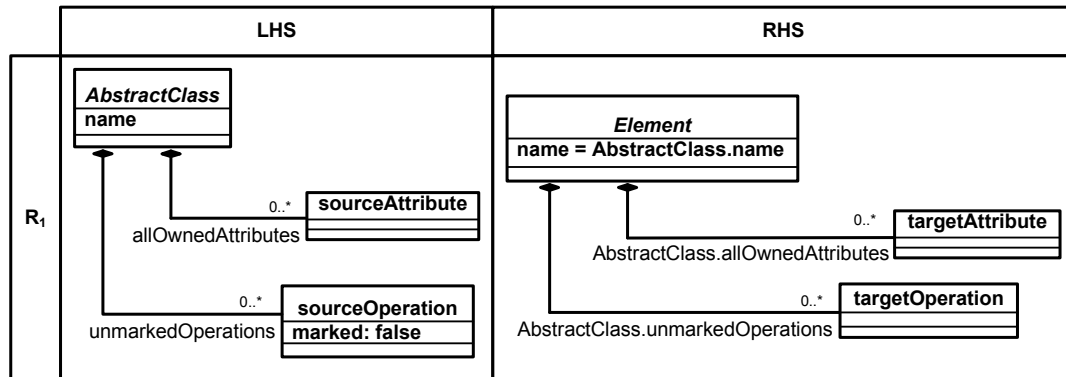 LHS
RHS
R1
AbstractClass
name
0..*
sourceAttribute
allOwnedAttributes
0..*
sourceOperation
marked: false
unmarkedOperations
Element
name = AbstractClass.name
0..*
targetAttribute
AbstractClass.allOwnedAttributes
0..*
targetOperation
AbstractClass.unmarkedOperations